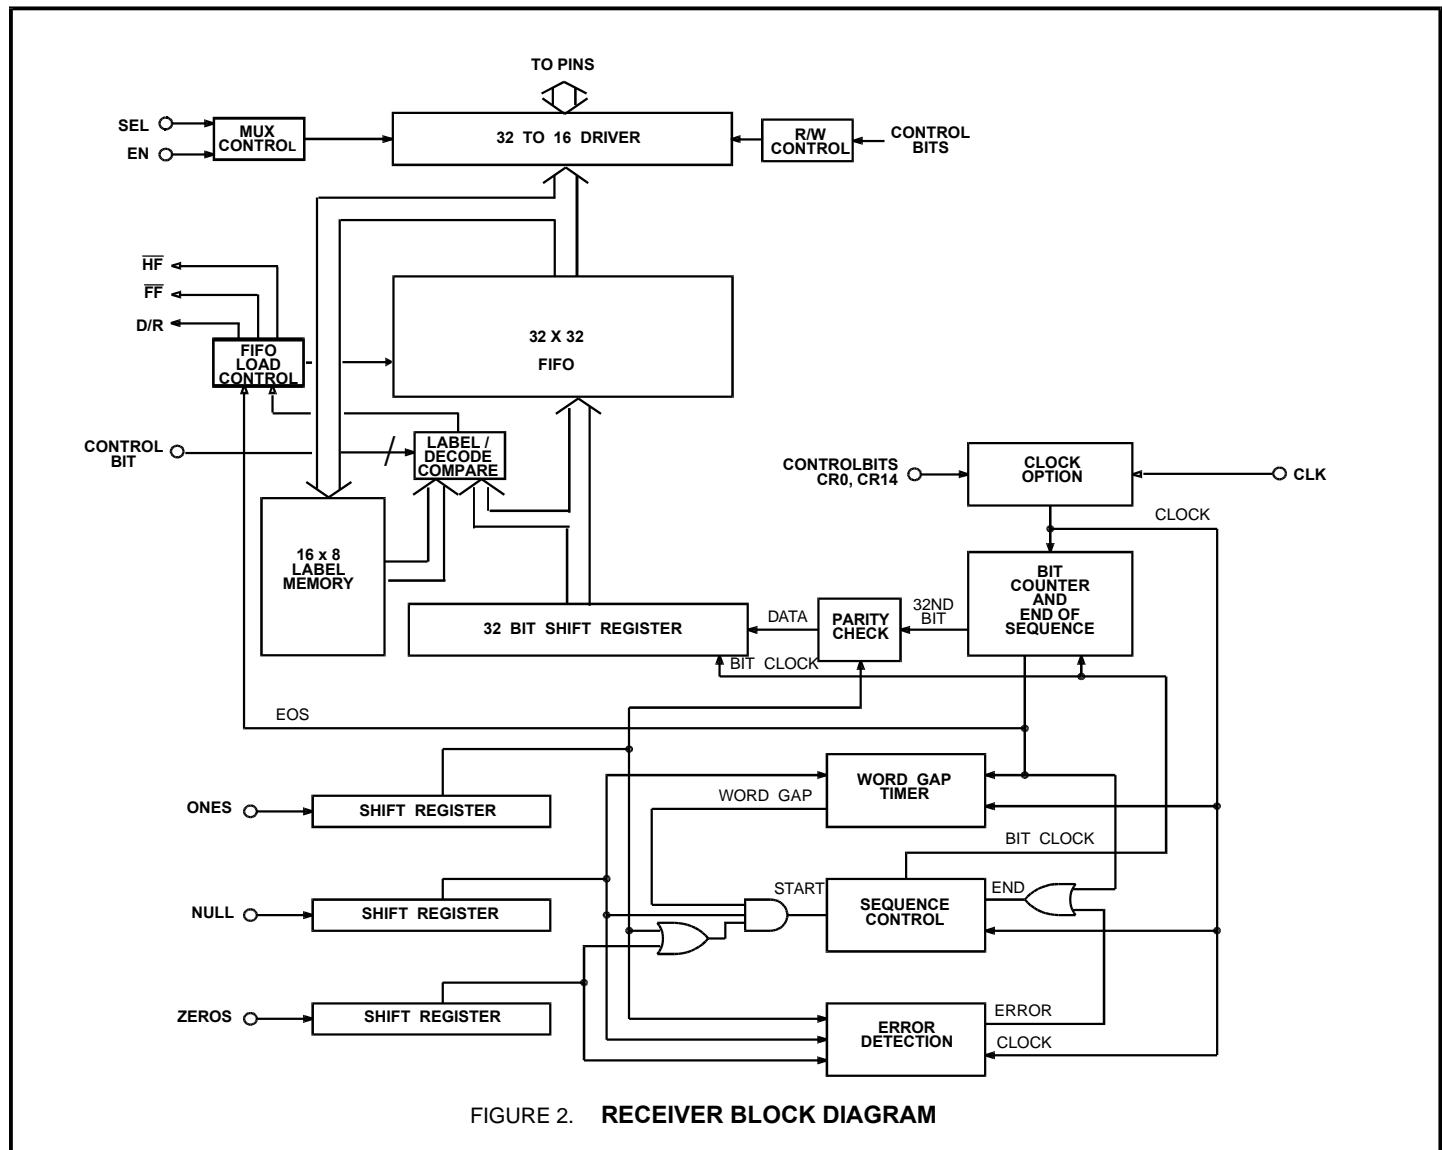 TO PINS
SEL
MUX
CONTROL
EN
32 TO 16 DRIVER
R/W
CONTROL
CONTROL
BITS
HF
FF
D/R
FIFO
LOAD
CONTROL
32 X 32
FIFO
CONTROL
BIT
LABEL /
DECODE
COMPARE
CONTROLBITS
CR0, CR14
CLOCK
OPTION
CLK
CLOCK
16 x 8
LABEL
MEMORY
BIT
COUNTER
AND
END OF
SEQUENCE
32 BIT SHIFT REGISTER
DATA
PARITY
CHECK
32ND
BIT
BIT CLOCK
EOS
ONES
SHIFT REGISTER
WORD GAP
WORD GAP
TIMER
BIT CLOCK
NULL
SHIFT REGISTER
START
SEQUENCE
CONTROL
END
ZEROS
SHIFT REGISTER
ERROR
DETECTION
ERROR
CLOCK
FIGURE 2. RECEIVER BLOCK DIAGRAM